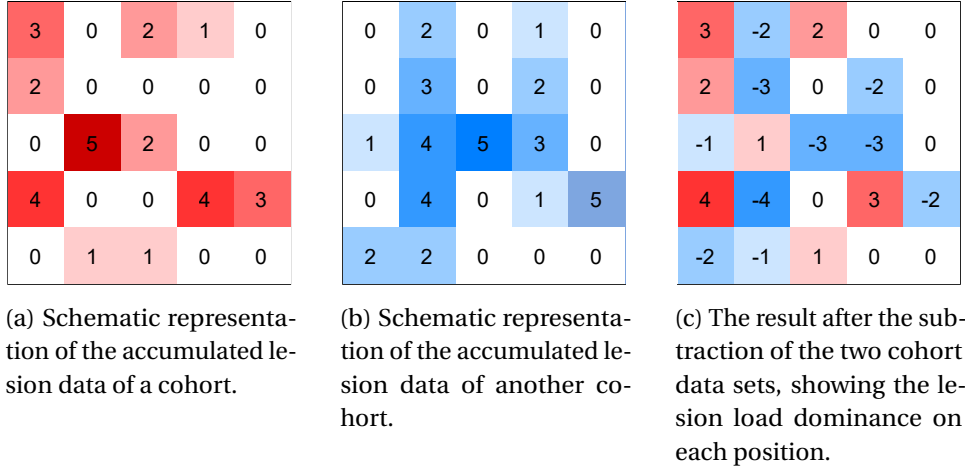 3 0 2 1 0
2 0 0 0 0
0 5 2 0 0
4 0 0 4 3
0 1 1 0 0
(a) Schematic representa-
tion of the accumulated le-
sion data of a cohort.
0 2 0 1 0
0 3 0 2 0
1 4 5 3 0
0 4 0 1 5
2 2 0 0 0
(b) Schematic representa-
tion of the accumulated le-
sion data of another co-
hort.
3 -2 2 0 0
2 -3 0 -2 0
-1 1 -3 -3 0
4 -4 0 3 -2
-2 -1 1 0 0
(c) The result after the sub-
traction of the two cohort
data sets, showing the le-
sion load dominance on
each position.